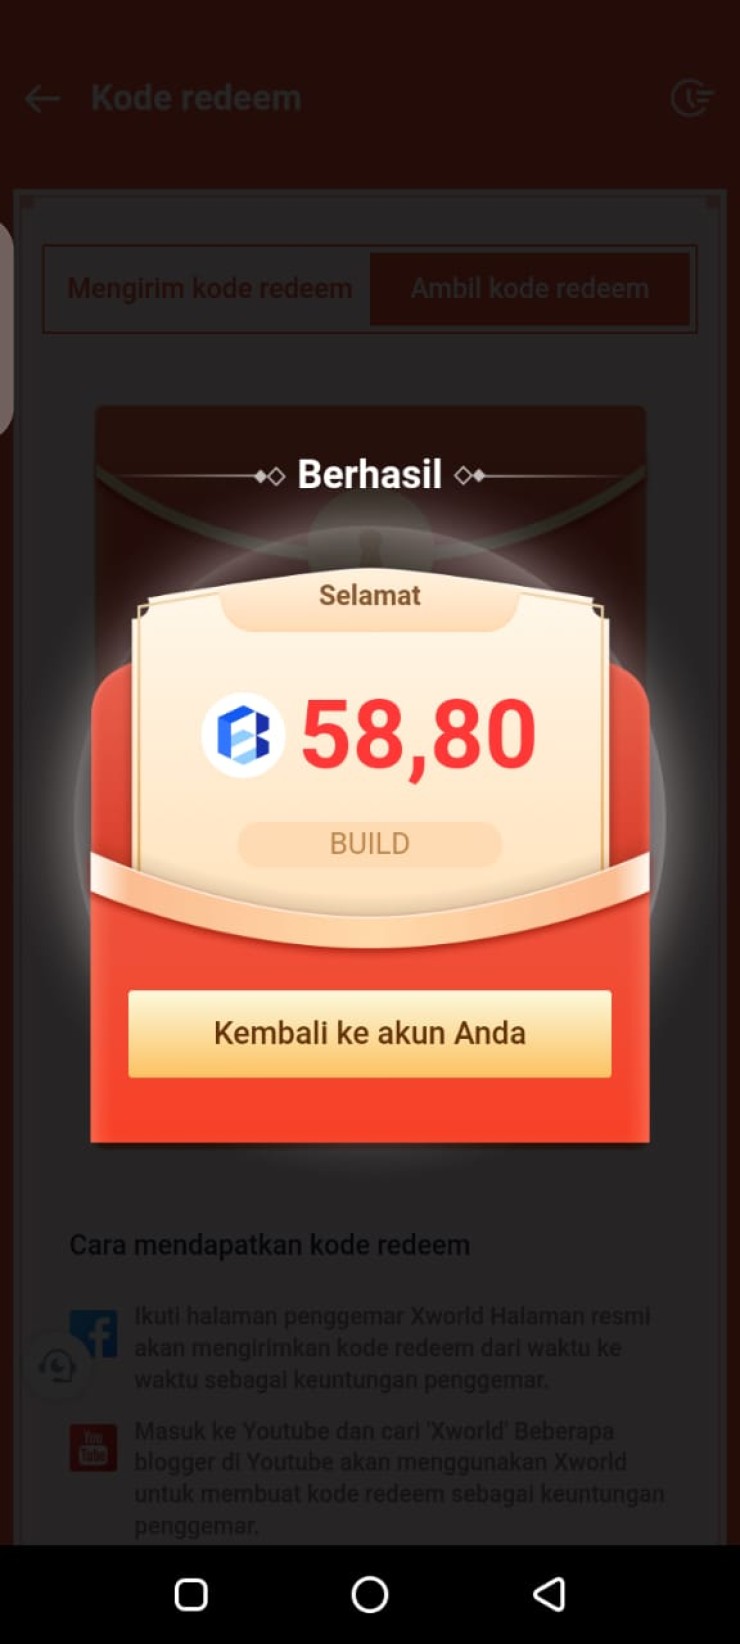 Kode redeem
Mengirim kode redeem
Ambil kode redeem
Berhasil
Selamat
58,80
BUILD
Kembali ke akun Anda
Cara mendapatkan kode redeem
Ikuti halaman penggemar Xworld Halaman resmi
akan mengirimkan kode redeem dari waktu ke
waktu sebagai keuntungan penggemar.
You
Tube
Masuk ke Youtube dan cari 'Xworld' Beberapa
blogger di Youtube akan menggunakan Xworld
untuk membuat kode redeem sebagai keuntungan
penggemar.